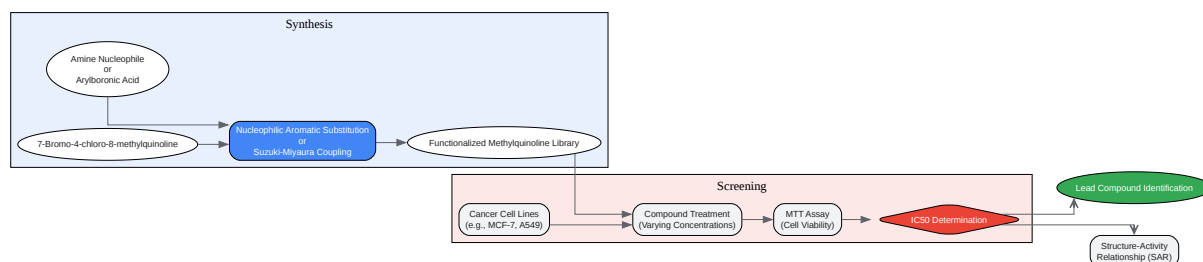 Synthesis
Amine Nucleophile
or
Arylboronic Acid
7-Bromo-4-chloro-8-methylquinoline
Nucleophilic Aromatic Substitution
or
Suzuki-Miyaura Coupling
Functionalized Methylquinoline Library
Screening
Cancer Cell Lines
(e.g., MCF-7, A549)
Compound Treatment
(Varying Concentrations)
MTT Assay
(Cell Viability)
IC50 Determination
Lead Compound Identification
Structure-Activity
Relationship (SAR)